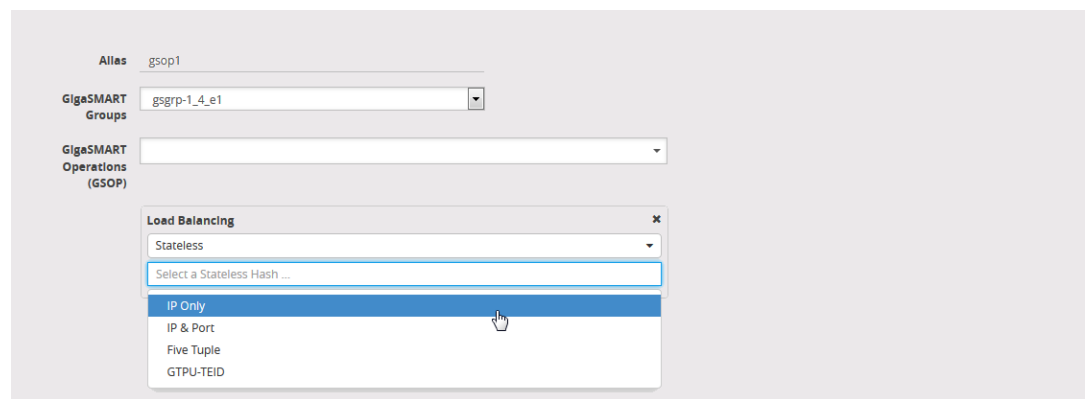 Alias gsop1
GigaSMART Groups gsgrp-1_4_e1
GigaSMART Operations (GSOP)
Load Balancing ✖
Stateless
Select a Stateless Hash ...
IP Only
IP & Port
Five Tuple
GTPU-TEID